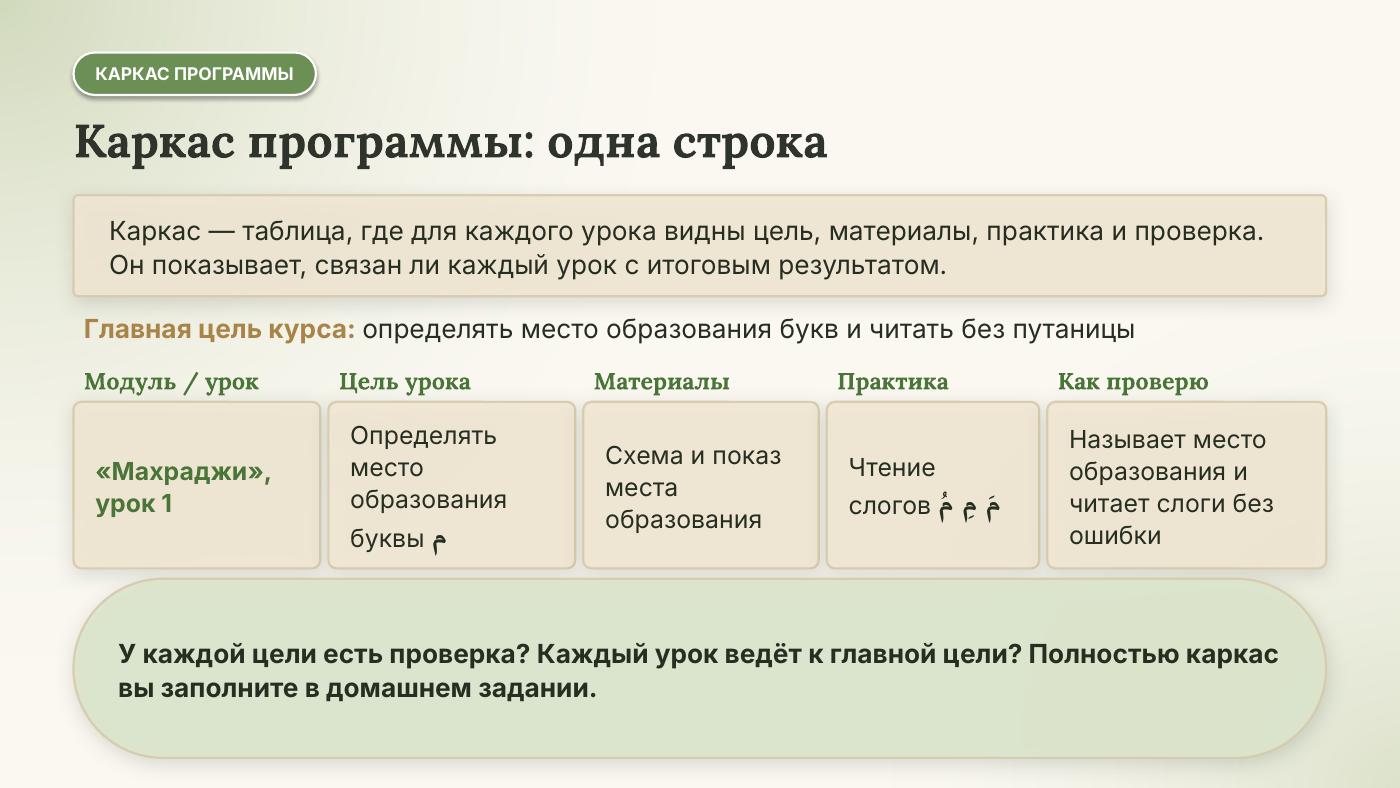 КАРКАС ПРОГРАММЫ
Каркас программы: одна строка
Каркас — таблица, где для каждого урока видны цель, материалы, практика и проверка.
Он показывает, связан ли каждый урок с итоговым результатом.
Главная цель курса: определять место образования букв и читать без путаницы
Модуль / урок
«Махраджи»,
урок 1
Цель урока
Определять
место
образования
буквы م
Материалы
Схема и показ
места
образования
Практика
Чтение
слогов مَ مِ مُ
Как проверю
Называет место
образования и
читает слоги без
ошибки
У каждой цели есть проверка? Каждый урок ведёт к главной цели? Полностью каркас
вы заполните в домашнем задании.